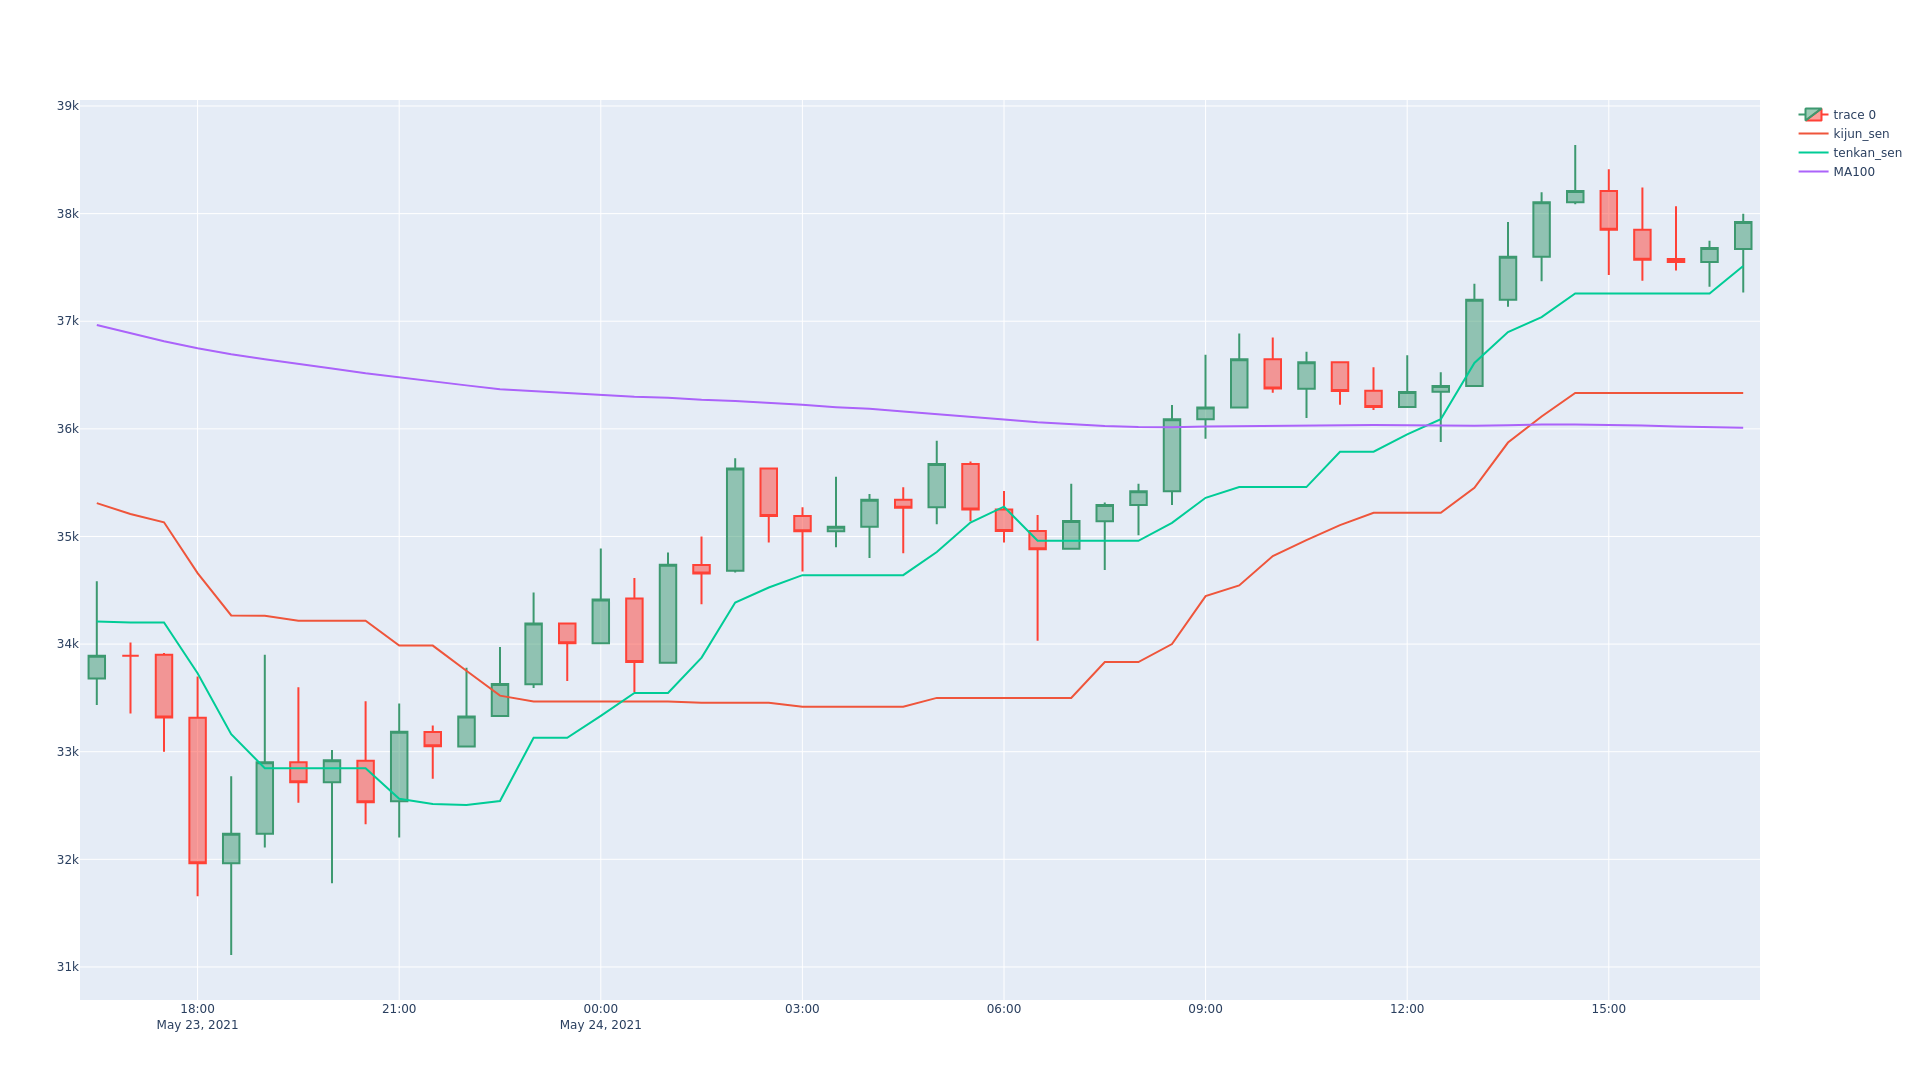 39k
38k
37k
36k
35k
34k
33k
32k
31k
18:00 21:00 00:00 03:00 06:00 09:00 12:00 15:00
May 23, 2021 May 24, 2021
trace 0
kijun_sen
tenkan_sen
MA100